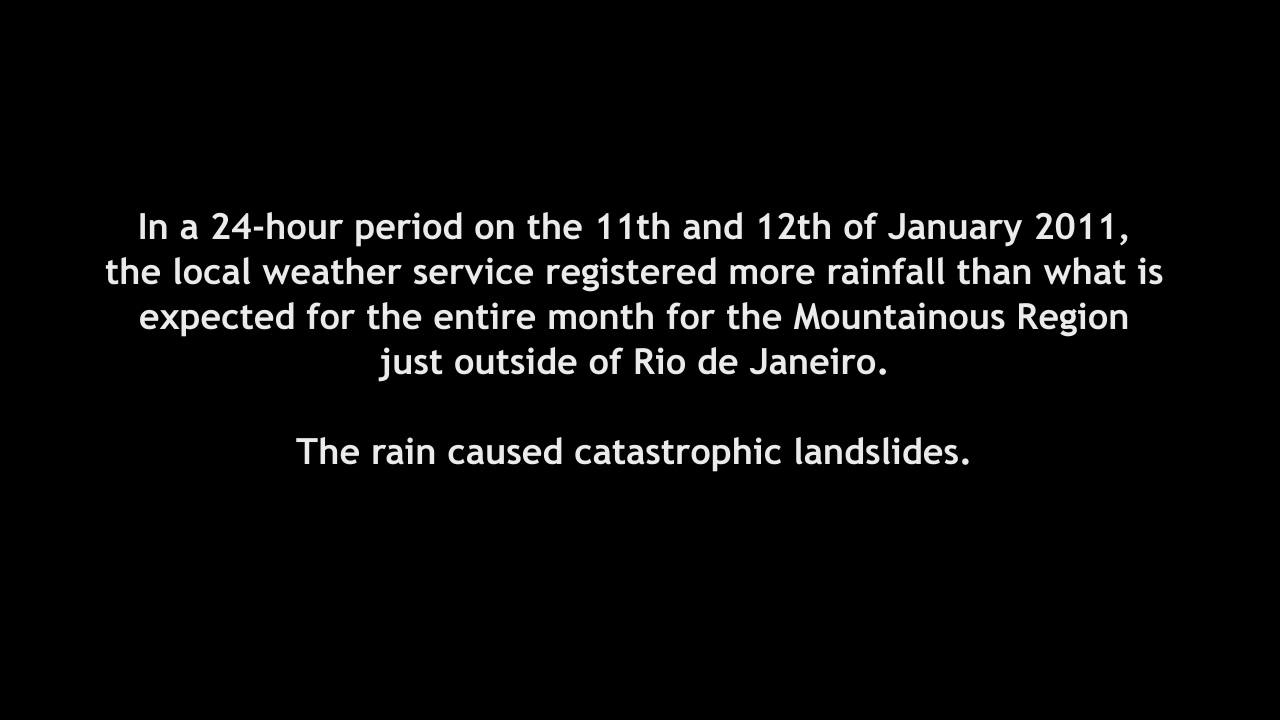 In a 24-hour period on the 11th and 12th of January 2011,
the local weather service registered more rainfall than what is
expected for the entire month for the Mountainous Region
just outside of Rio de Janeiro.
The rain caused catastrophic landslides.